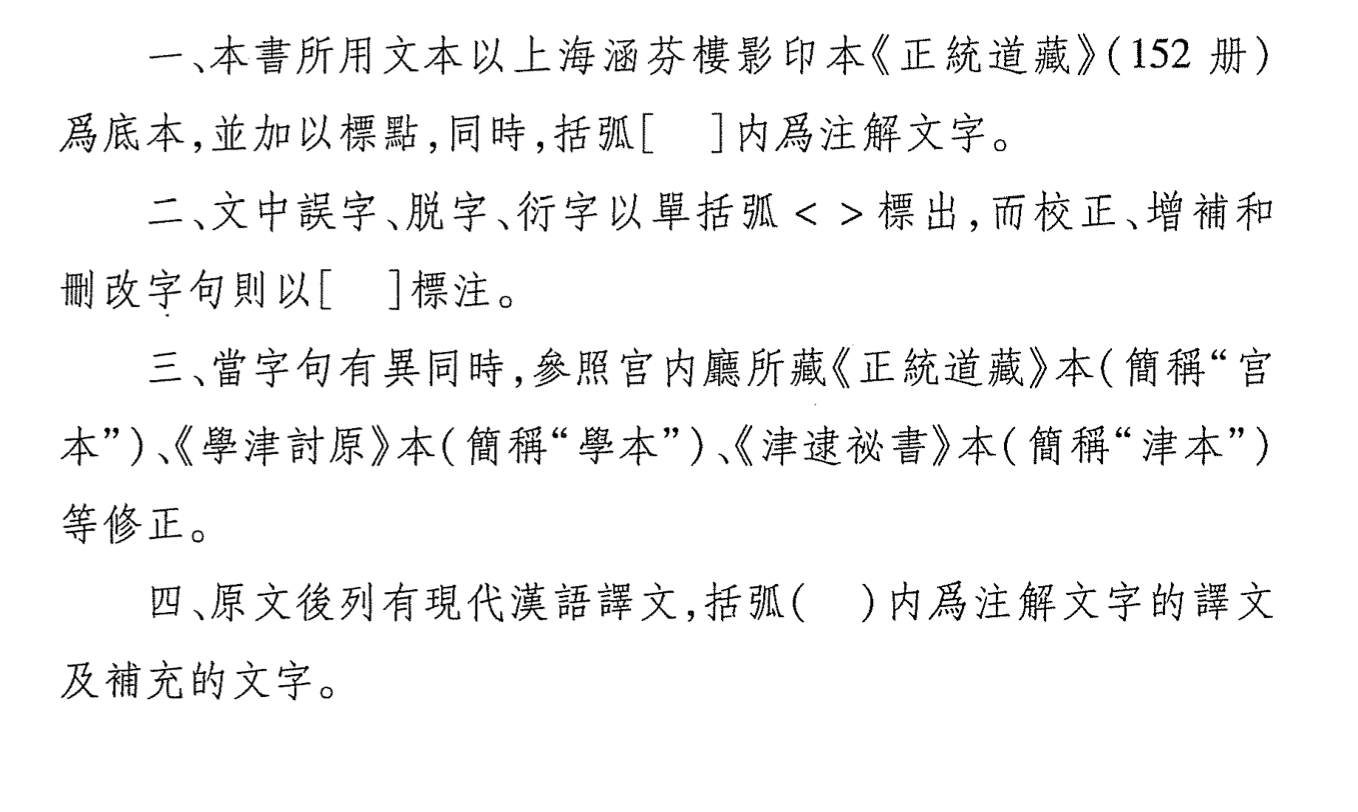 一、本書所用文本以上海涵芬樓影印本《正統道藏》(152 册)
爲底本,並加以標點,同時,括弧[　]内爲注解文字。
二、文中誤字、脱字、衍字以單括弧 < > 標出,而校正、增補和
刪改字句則以[　]標注。
三、當字句有異同時,參照宫内廳所藏《正統道藏》本(簡稱“宫
本”)、《學津討原》本(簡稱“學本”)、《津逮祕書》本(簡稱“津本”)
等修正。
四、原文後列有現代漢語譯文,括弧(　)内爲注解文字的譯文
及補充的文字。